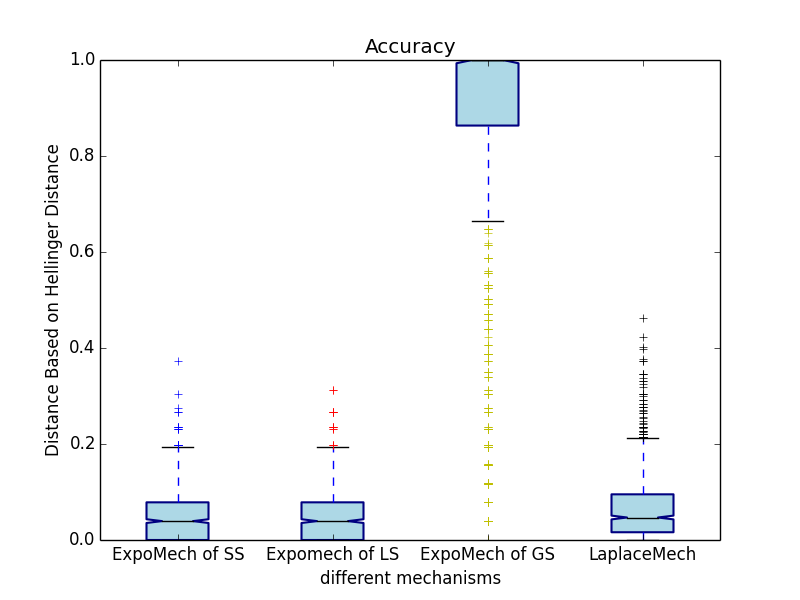 Accuracy
Distance Based on Hellinger Distance
1.0
0.8
0.6
0.4
0.2
0.0
ExpoMech of SS
Expomech of LS
ExpoMech of GS
LaplaceMech
different mechanisms